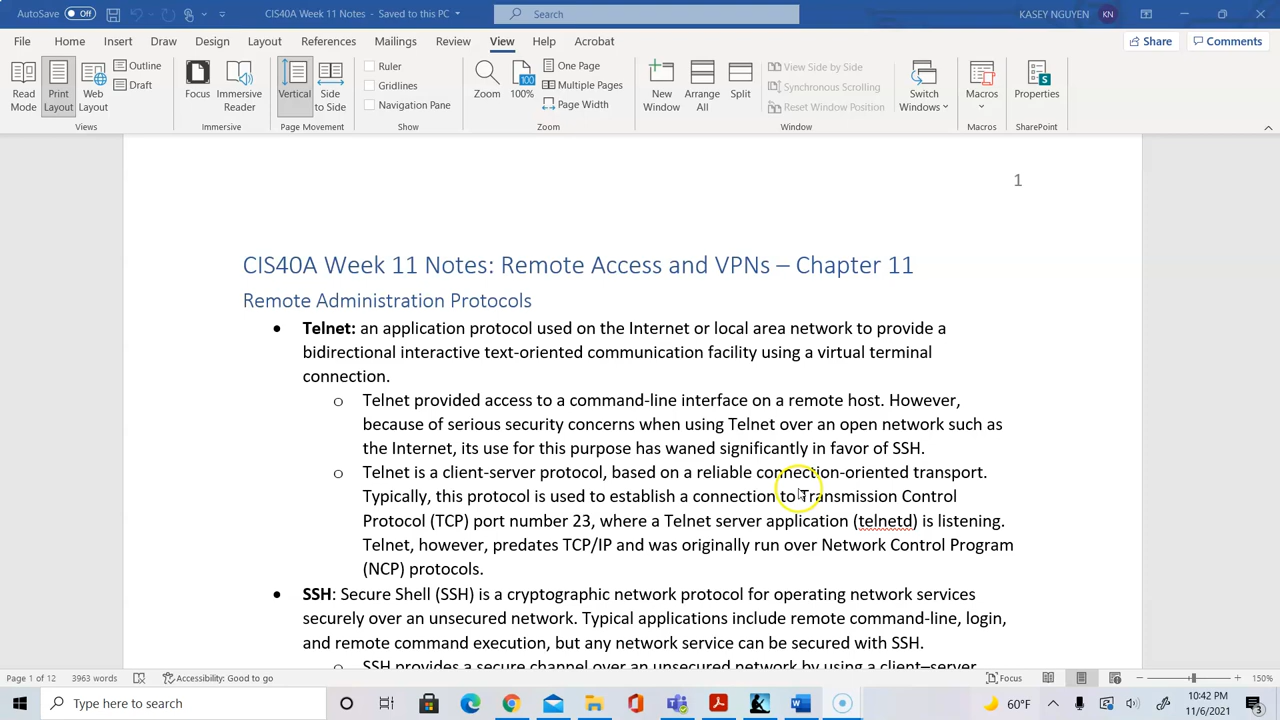 AutoSave Off CIS40A Week 11 Notes - Saved to this PC Search KASEY NGUYEN KN
File Home Insert Draw Design Layout References Mailings Review View Help Acrobat Share Comments
Read Mode Print Layout Web Layout Outline Draft
Views
Focus Immersive Reader
Immersive
Vertical Side to Side
Page Movement
Ruler
Gridlines
Navigation Pane
Show
Zoom 100 100% One Page
Multiple Pages
Page Width
Zoom
New Window Arrange All Split
View Side by Side
Synchronous Scrolling
Reset Window Position
Switch Windows
Window
Macros
Macros
Properties
SharePoint
1
CIS40A Week 11 Notes: Remote Access and VPNs – Chapter 11
Remote Administration Protocols
• Telnet: an application protocol used on the Internet or local area network to provide a
bidirectional interactive text-oriented communication facility using a virtual terminal
connection.
o Telnet provided access to a command-line interface on a remote host. However,
because of serious security concerns when using Telnet over an open network such as
the Internet, its use for this purpose has waned significantly in favor of SSH.
o Telnet is a client-server protocol, based on a reliable connection-oriented transport.
Typically, this protocol is used to establish a connection to Transmission Control
Protocol (TCP) port number 23, where a Telnet server application (telnetd) is listening.
Telnet, however, predates TCP/IP and was originally run over Network Control Program
(NCP) protocols.
• SSH: Secure Shell (SSH) is a cryptographic network protocol for operating network services
securely over an unsecured network. Typical applications include remote command-line, login,
and remote command execution, but any network service can be secured with SSH.
o SSH provides a secure channel over an unsecured network by using a client–server
Page 1 of 12 3963 words Accessibility: Good to go Focus 150%
Type here to search 60°F 10:42 PM
11/6/2021 3